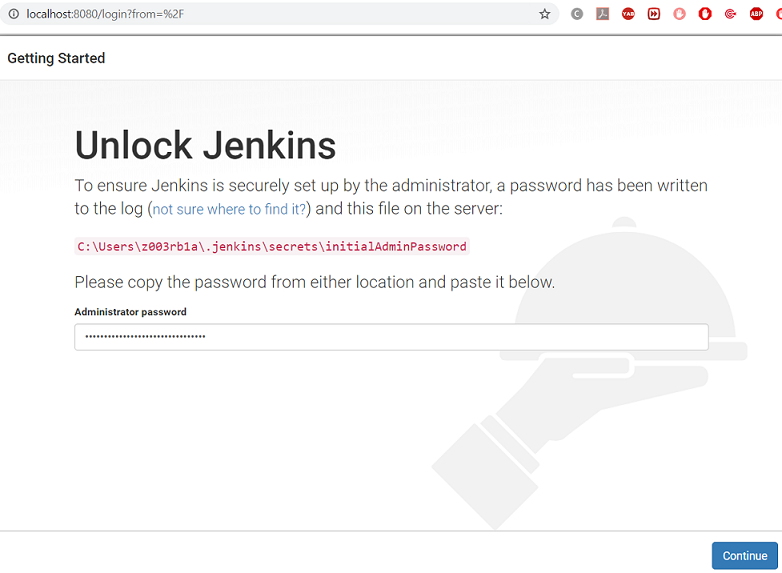 localhost:8080/login?from=%2F
Getting Started
Unlock Jenkins
To ensure Jenkins is securely set up by the administrator, a password has been written
to the log (not sure where to find it?) and this file on the server:
C:\Users\z003rb1a\.jenkins\secrets\initialAdminPassword
Please copy the password from either location and paste it below.
Administrator password
Continue